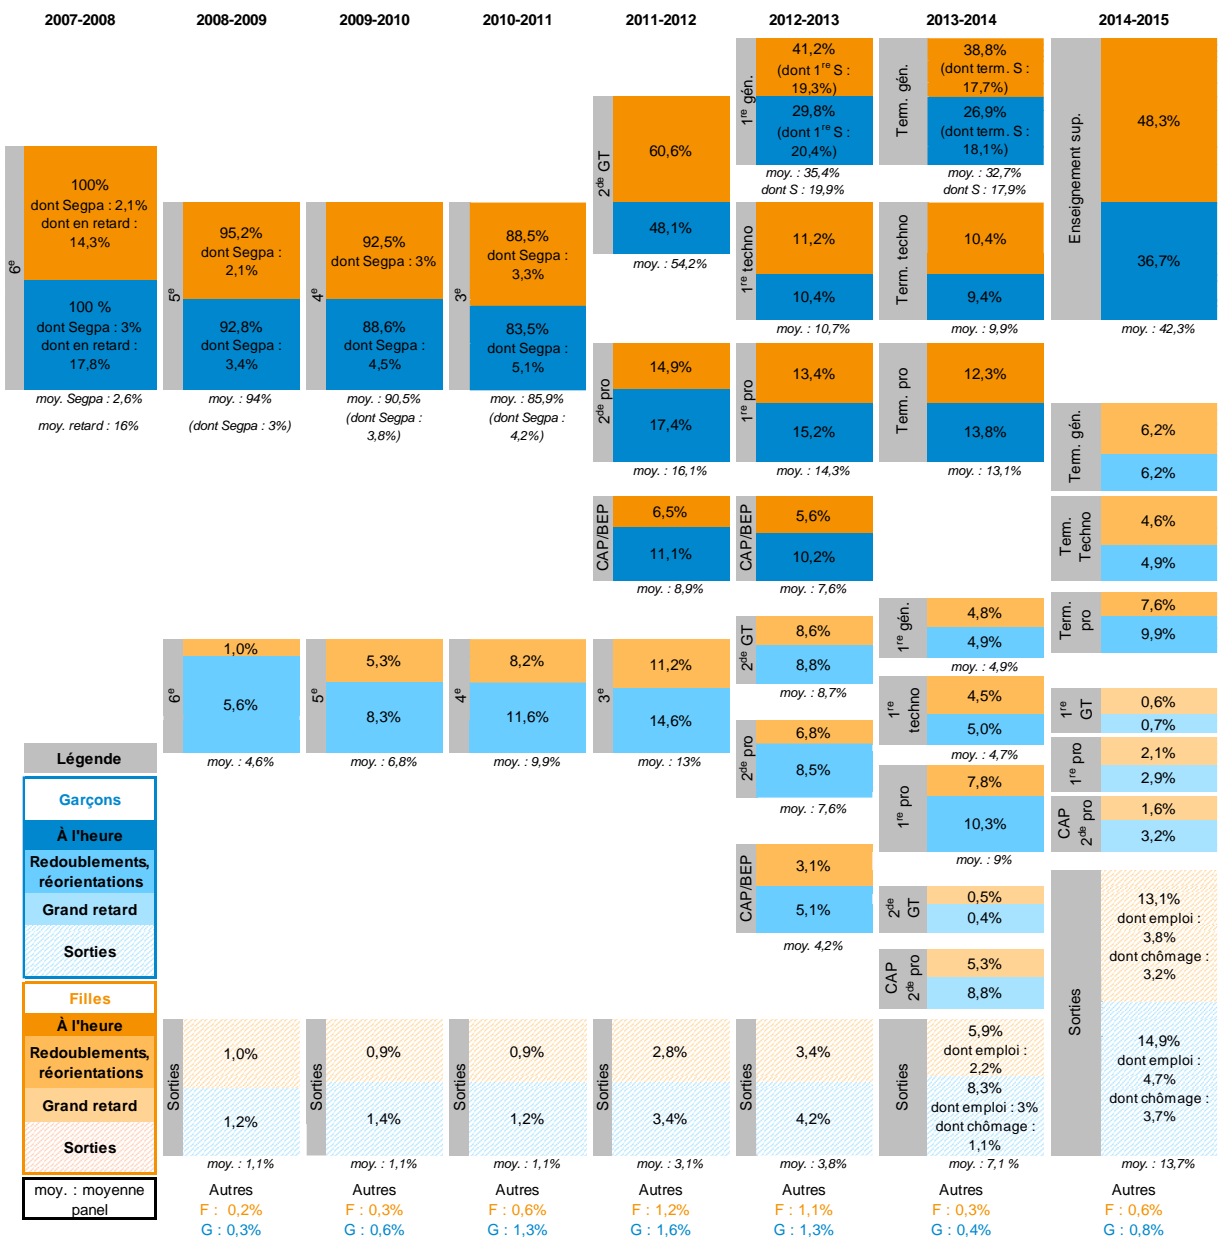 2007-2008
2008-2009
2009-2010
2010-2011
2011-2012
2012-2013
2013-2014
2014-2015
6e
100%
dont Segpa : 2,1%
dont en retard :
14,3%
100 %
dont Segpa : 3%
dont en retard :
17,8%
moy. Segpa : 2,6%
moy. retard : 16%
5e
95,2%
dont Segpa :
2,1%
92,8%
dont Segpa :
3,4%
moy. : 94%
(dont Segpa : 3%)
4e
92,5%
dont Segpa : 3%
88,6%
dont Segpa :
4,5%
moy. : 90,5%
(dont Segpa :
3,8%)
3e
88,5%
dont Segpa :
3,3%
83,5%
dont Segpa :
5,1%
moy. : 85,9%
(dont Segpa :
4,2%)
2de GT
60,6%
48,1%
moy. : 54,2%
2de pro
14,9%
17,4%
moy. : 16,1%
CAP/BEP
6,5%
11,1%
moy. : 8,9%
1re gén.
41,2%
(dont 1re S :
19,3%)
29,8%
(dont 1re S :
20,4%)
moy. : 35,4%
dont S : 19,9%
1re techno
11,2%
10,4%
moy. : 10,7%
1re pro
13,4%
15,2%
moy. : 14,3%
CAP/BEP
5,6%
10,2%
moy. : 7,6%
Term. gén.
38,8%
(dont term. S :
17,7%)
26,9%
(dont term. S :
18,1%)
moy. : 32,7%
dont S : 17,9%
Term. techno
10,4%
9,4%
moy. : 9,9%
Term. pro
12,3%
13,8%
moy. : 13,1%
Enseignement sup.
48,3%
36,7%
moy. : 42,3%
Term. gén.
6,2%
6,2%
Term.
Techno
4,6%
4,9%
Term.
pro
7,6%
9,9%
6e
1,0%
5,6%
moy. : 4,6%
5e
5,3%
8,3%
moy. : 6,8%
4e
8,2%
11,6%
moy. : 9,9%
3e
11,2%
14,6%
moy. : 13%
2de GT
8,6%
8,8%
moy. : 8,7%
2de pro
6,8%
8,5%
moy. : 7,6%
CAP/BEP
3,1%
5,1%
moy. 4,2%
1re gén.
4,8%
4,9%
moy. : 4,9%
1re
techno
4,5%
5,0%
moy. : 4,7%
1re pro
7,8%
10,3%
moy. : 9%
2de
GT
0,5%
0,4%
CAP
2de pro
5,3%
8,8%
1re
GT
0,6%
0,7%
1re pro
2,1%
2,9%
CAP
2de pro
1,6%
3,2%
Légende
Garçons
À l'heure
Redoublements,
réorientations
Grand retard
Sorties
Filles
À l'heure
Redoublements,
réorientations
Grand retard
Sorties
moy. : moyenne
panel
Sorties
1,0%
1,2%
moy. : 1,1%
Sorties
0,9%
1,4%
moy. : 1,1%
Sorties
0,9%
1,2%
moy. : 1,1%
Sorties
2,8%
3,4%
moy. : 3,1%
Sorties
3,4%
4,2%
moy. : 3,8%
Sorties
5,9%
dont emploi :
2,2%
8,3%
dont emploi : 3%
dont chômage :
1,1%
moy. : 7,1 %
Sorties
13,1%
dont emploi :
3,8%
dont chômage :
3,2%
14,9%
dont emploi :
4,7%
dont chômage :
3,7%
moy. : 13,7%
Autres
F : 0,2%
G : 0,3%
Autres
F : 0,3%
G : 0,6%
Autres
F : 0,6%
G : 1,3%
Autres
F : 1,2%
G : 1,6%
Autres
F : 1,1%
G : 1,3%
Autres
F : 0,3%
G : 0,4%
Autres
F : 0,6%
G : 0,8%